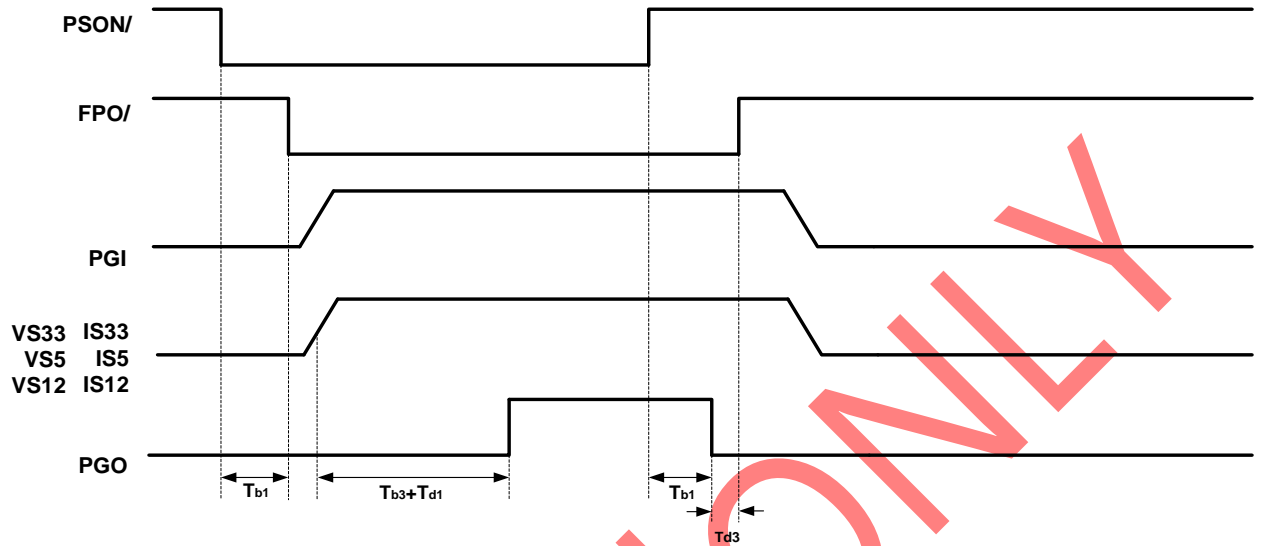 PSON/
FPO/
PGI
VS33 IS33
VS5 IS5
VS12 IS12
PGO
Tb1
Tb3+Td1
Tb1
Td3
ONLY